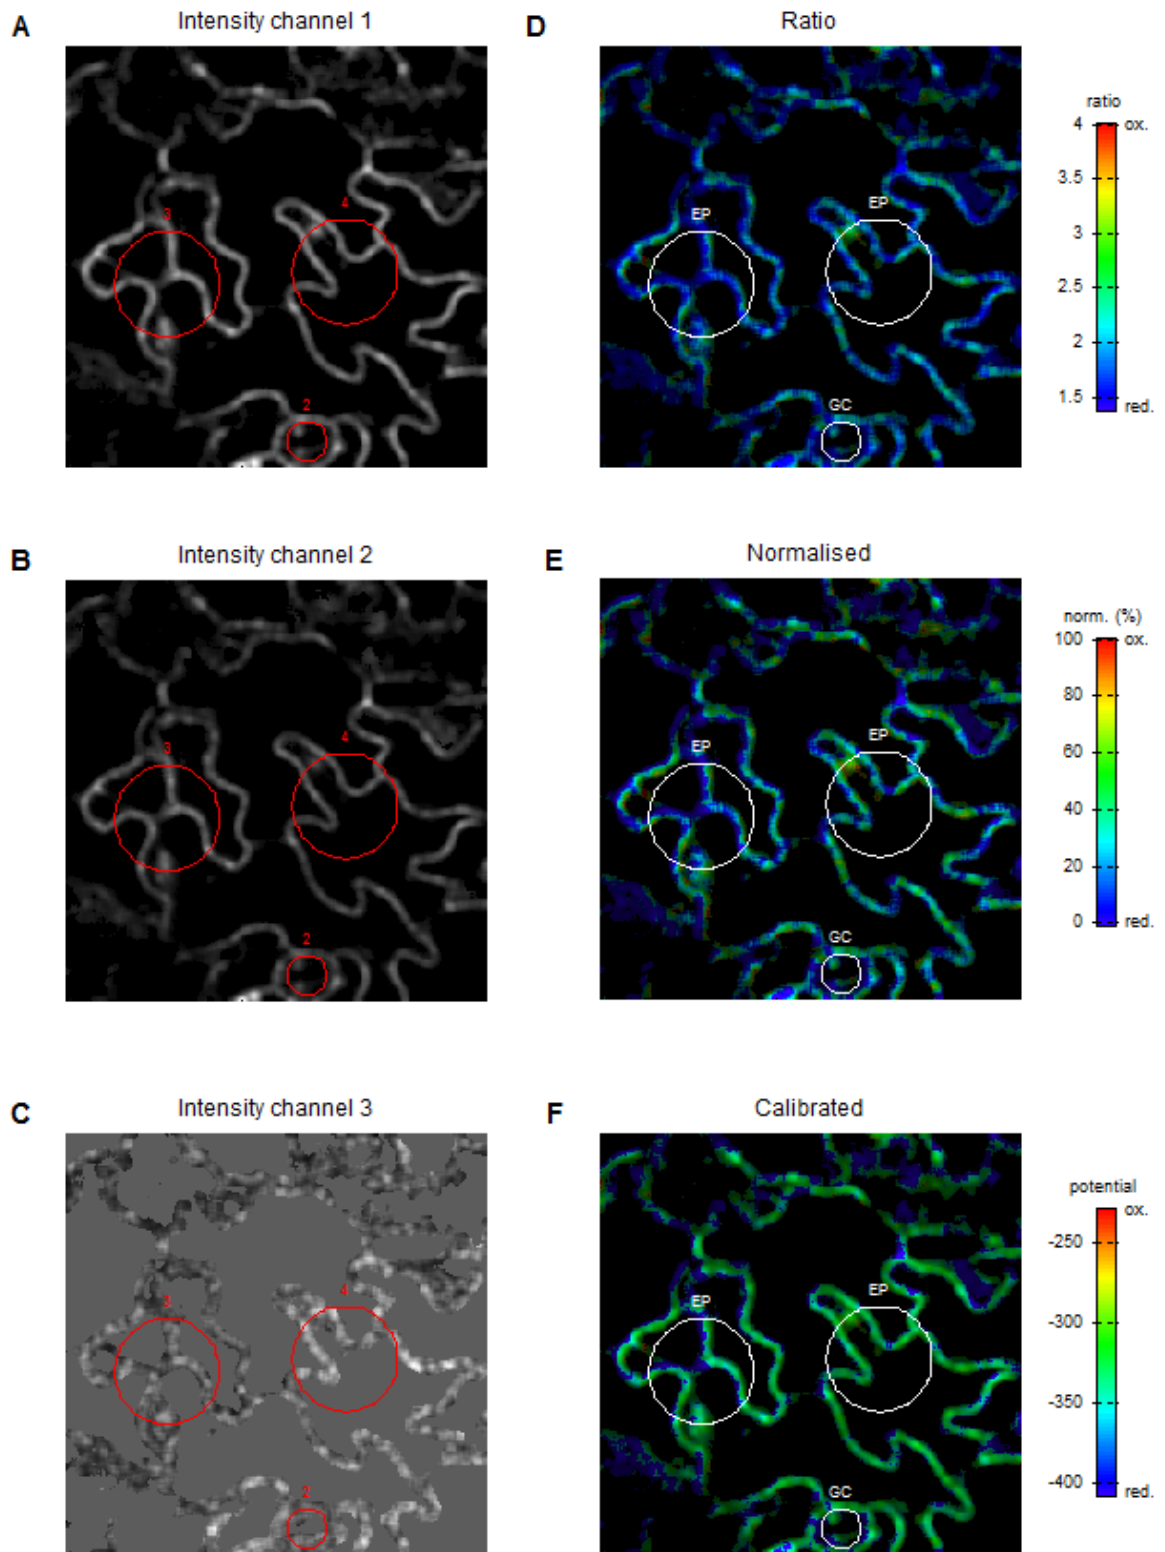 A Intensity channel 1
3
4
2
D Ratio
EP
EP
GC
ratio
4 ox.
3.5
3
2.5
2
1.5 red.
B Intensity channel 2
3
4
2
E Normalised
EP
EP
GC
norm. (%)
100 ox.
80
60
40
20
0 red.
C Intensity channel 3
3
4
2
F Calibrated
EP
EP
GC
potential
ox.
-250
-300
-350
-400 red.